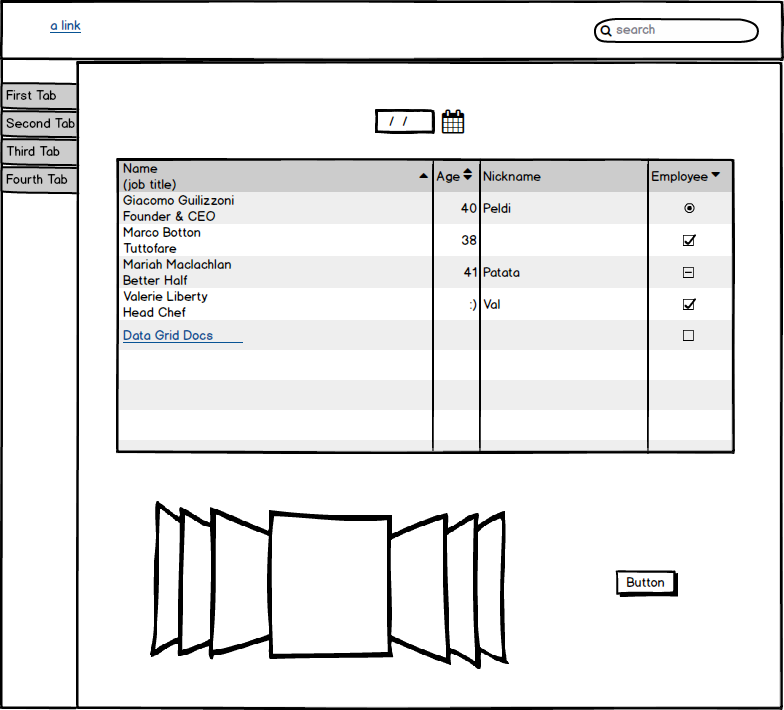 a link
search
First Tab
Second Tab
Third Tab
Fourth Tab
/ /
Name
(job title)
Age
Nickname
Employee
Giacomo Guilizzoni
Founder & CEO
40
Peldi
Marco Botton
Tuttofare
38
Mariah Maclachlan
Better Half
41
Patata
Valerie Liberty
Head Chef
:)
Val
Data Grid Docs
Button